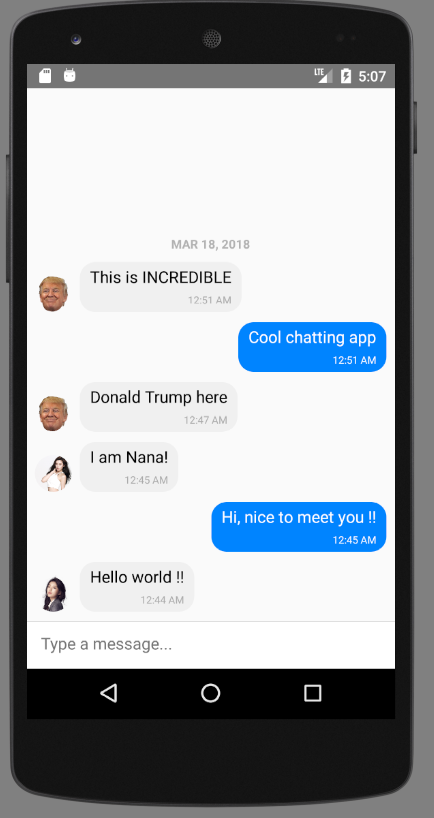 LTE 5:07
MAR 18, 2018
This is INCREDIBLE
12:51 AM
Cool chatting app
12:51 AM
Donald Trump here
12:47 AM
I am Nana!
12:45 AM
Hi, nice to meet you !!
12:45 AM
Hello world !!
12:44 AM
Type a message...